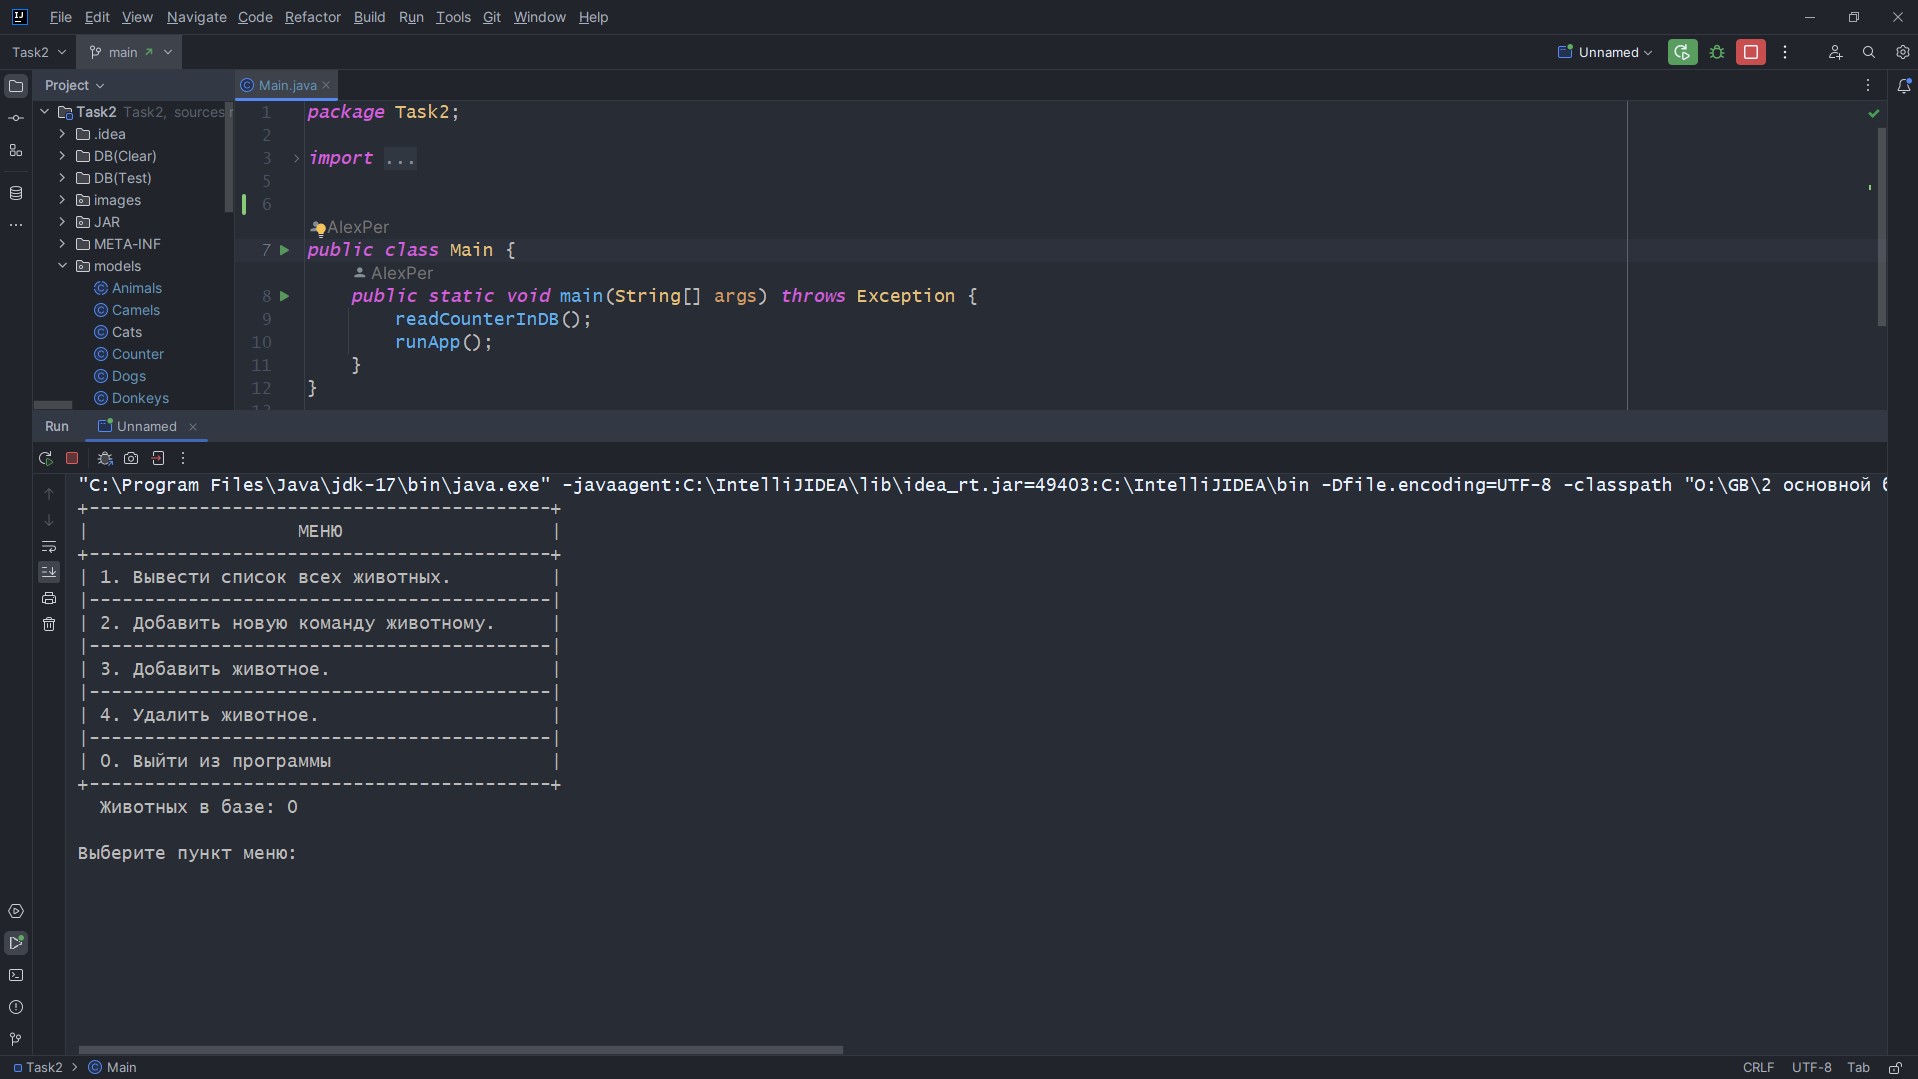 File Edit View Navigate Code Refactor Build Run Tools Git Window Help
Task2 main Unnamed
Project Main.java
Task2 Task2, sources
.idea
DB(Clear)
DB(Test)
images
JAR
META-INF
models
Animals
Camels
Cats
Counter
Dogs
Donkeys
1 package Task2;
2
3 import ...
5
6
AlexPer
7 public class Main {
AlexPer
8 public static void main(String[] args) throws Exception {
9 readCounterInDB();
10 runApp();
11 }
12 }
Run Unnamed
"C:\Program Files\Java\jdk-17\bin\java.exe" -javaagent:C:\IntelliJIDEA\lib\idea_rt.jar=49403:C:\IntelliJIDEA\bin -Dfile.encoding=UTF-8 -classpath "O:\GB\2 основной
+------------------------------------------+
| МЕНЮ |
+------------------------------------------+
| 1. Вывести список всех животных. |
|------------------------------------------|
| 2. Добавить новую команду животному. |
|------------------------------------------|
| 3. Добавить животное. |
|------------------------------------------|
| 4. Удалить животное. |
|------------------------------------------|
| 0. Выйти из программы |
+------------------------------------------+
Животных в базе: 0
Выберите пункт меню:
Task2 > Main CRLF UTF-8 Tab